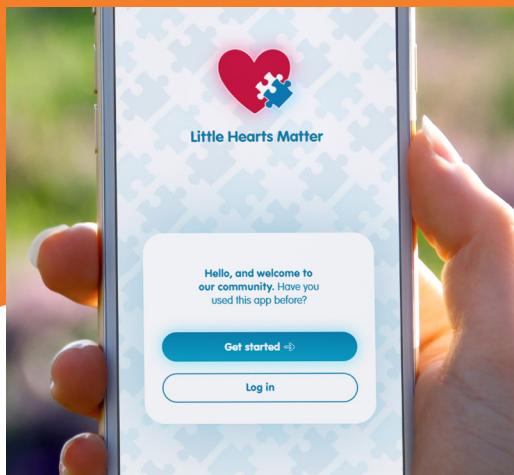 Little Hearts Matter
Hello, and welcome to
our community. Have you
used this app before?
Get started
Log in